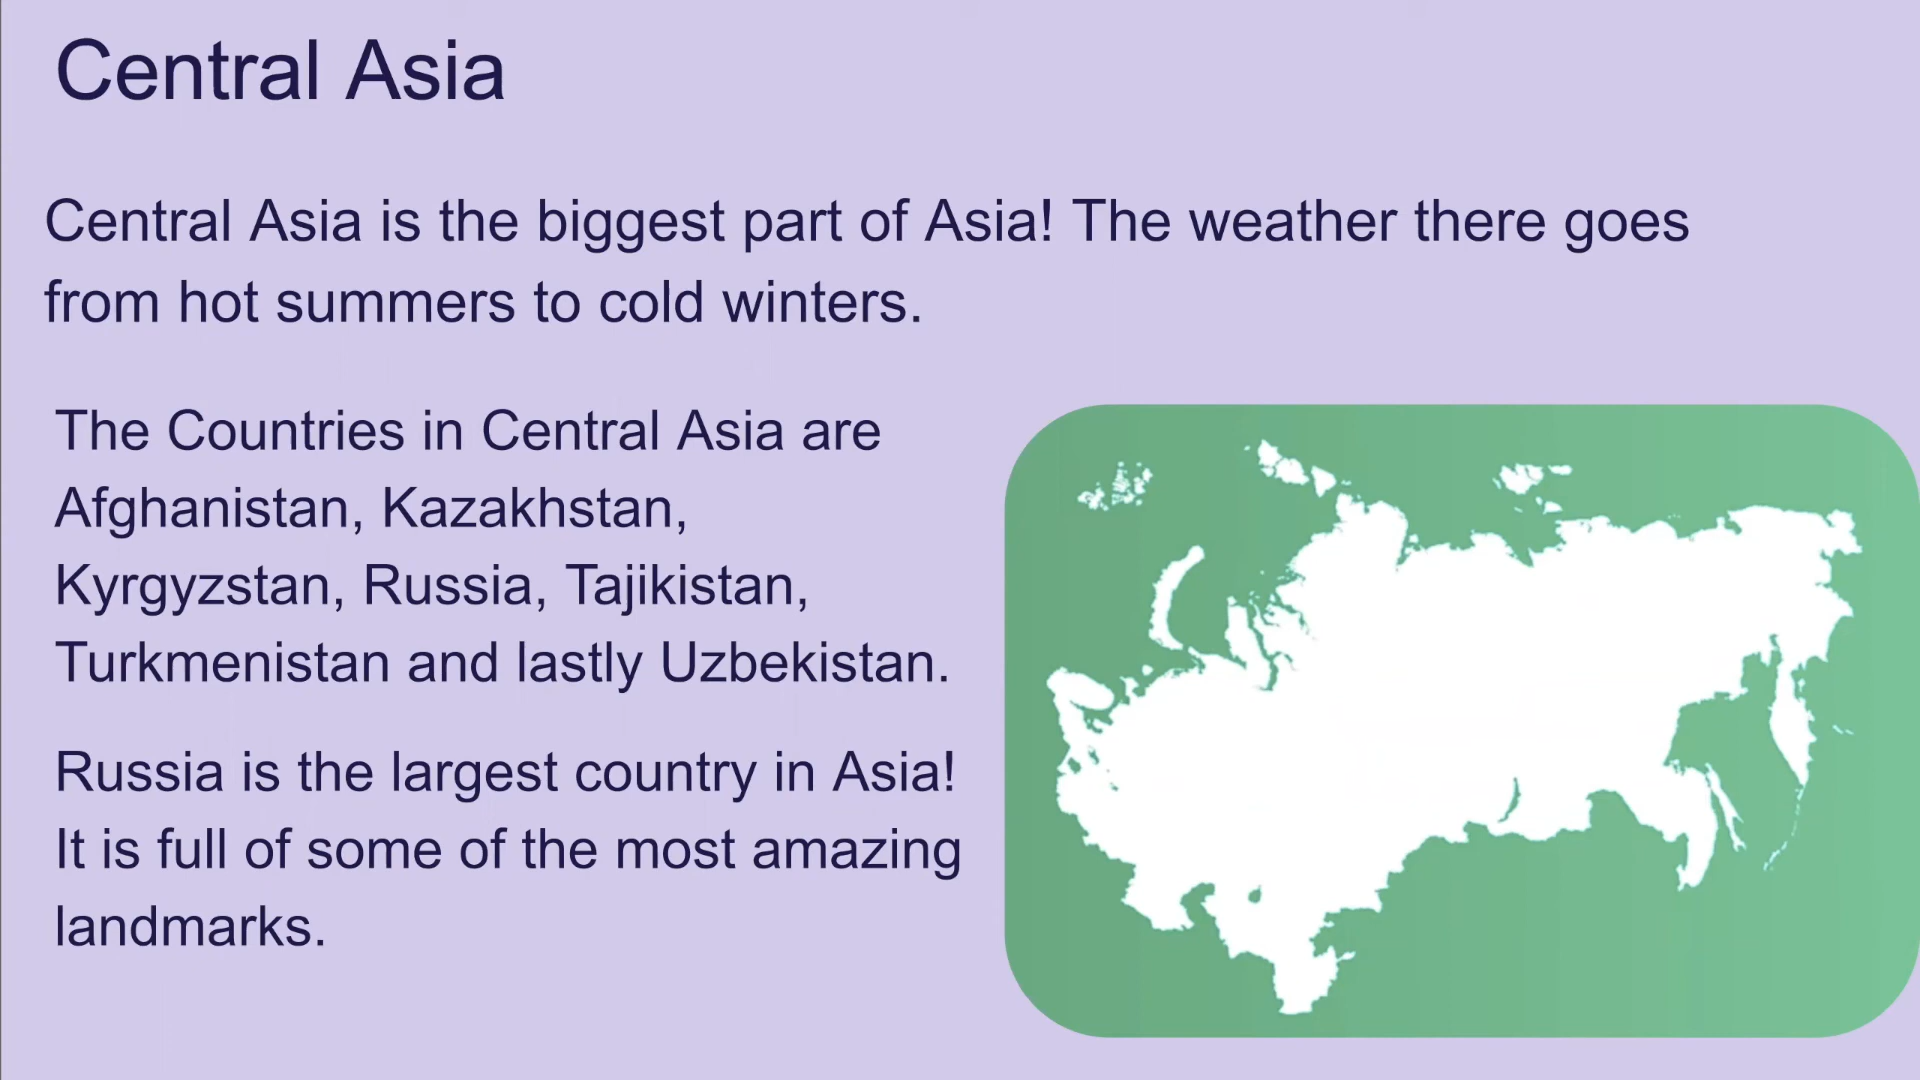 Central Asia
Central Asia is the biggest part of Asia! The weather there goes
from hot summers to cold winters.
The Countries in Central Asia are
Afghanistan, Kazakhstan,
Kyrgyzstan, Russia, Tajikistan,
Turkmenistan and lastly Uzbekistan.
Russia is the largest country in Asia!
It is full of some of the most amazing
landmarks.